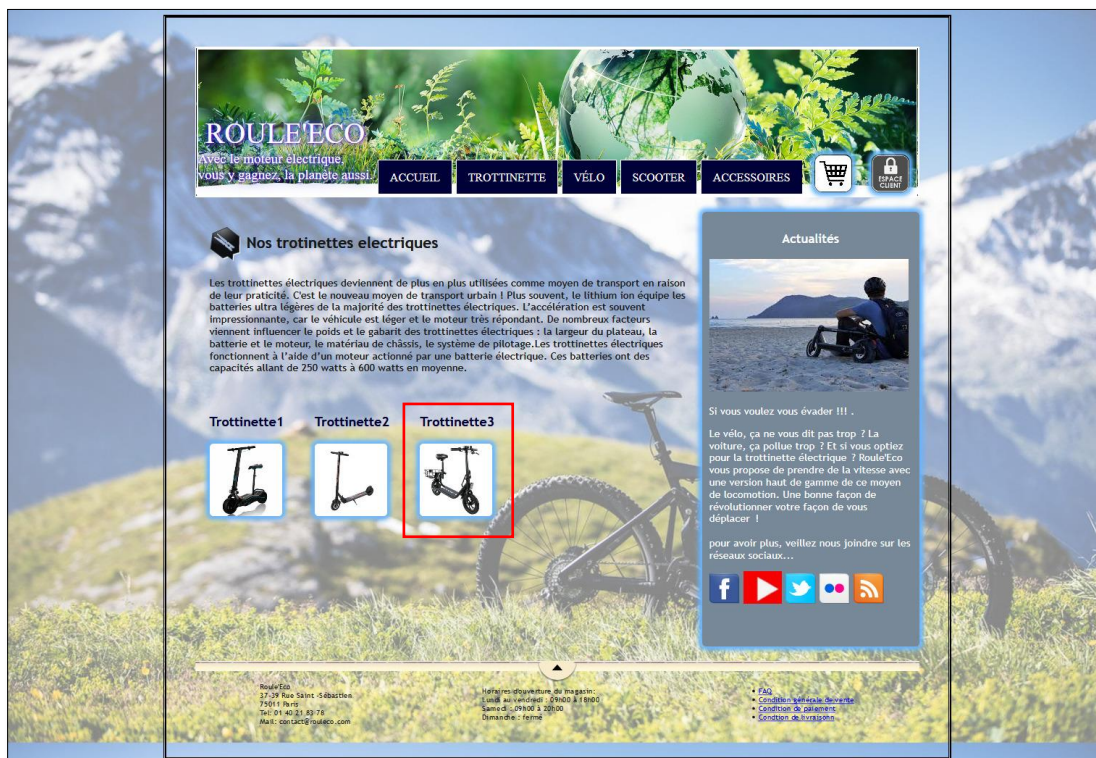 ROULE'ECO
Avec le moteur électrique,
vous y gagnez, la planète aussi.
ACCUEIL
TROTTINETTE
VÉLO
SCOOTER
ACCESSOIRES
ESPACE
CLIENT
Nos trotinettes electriques
Les trottinettes électriques deviennent de plus en plus utilisées comme moyen de transport en raison
de leur praticité. C'est le nouveau moyen de transport urbain ! Plus souvent, le lithium ion équipe les
batteries ultra légères de la majorité des trottinettes électriques. L'accélération est souvent
impressionnante, car le véhicule est léger et le moteur très répondant. De nombreux facteurs
viennent influencer le poids et le gabarit des trottinettes électriques : la largeur du plateau, la
batterie et le moteur, le matériau de châssis, le système de pilotage.Les trottinettes électriques
fonctionnent à l'aide d'un moteur actionné par une batterie électrique. Ces batteries ont des
capacités allant de 250 watts à 600 watts en moyenne.
Trottinette1
Trottinette2
Trottinette3
Actualités
Si vous voulez vous évader !!! .
Le vélo, ça ne vous dit pas trop ? La
voiture, ça pollue trop ? Et si vous optiez
pour la trottinette électrique ? Roule'Eco
vous propose de prendre de la vitesse avec
une version haut de gamme de ce moyen
de locomotion. Une bonne façon de
révolutionner votre façon de vous
déplacer !
pour avoir plus, veillez nous joindre sur les
réseaux sociaux...
Roule'Eco
37-39 Rue Saint -Sébastien
75011 Paris
Tel: 01 40 21 83 78
Mail: contact@rouleco.com
Horaires d'ouverture du magasin:
Lundi au vendredi : 09h00 à 18h00
Samedi : 09h00 à 20h00
Dimanche : fermé
FAQ
Condition générale de vente
Condition de paiement
Condtion de livraisonn